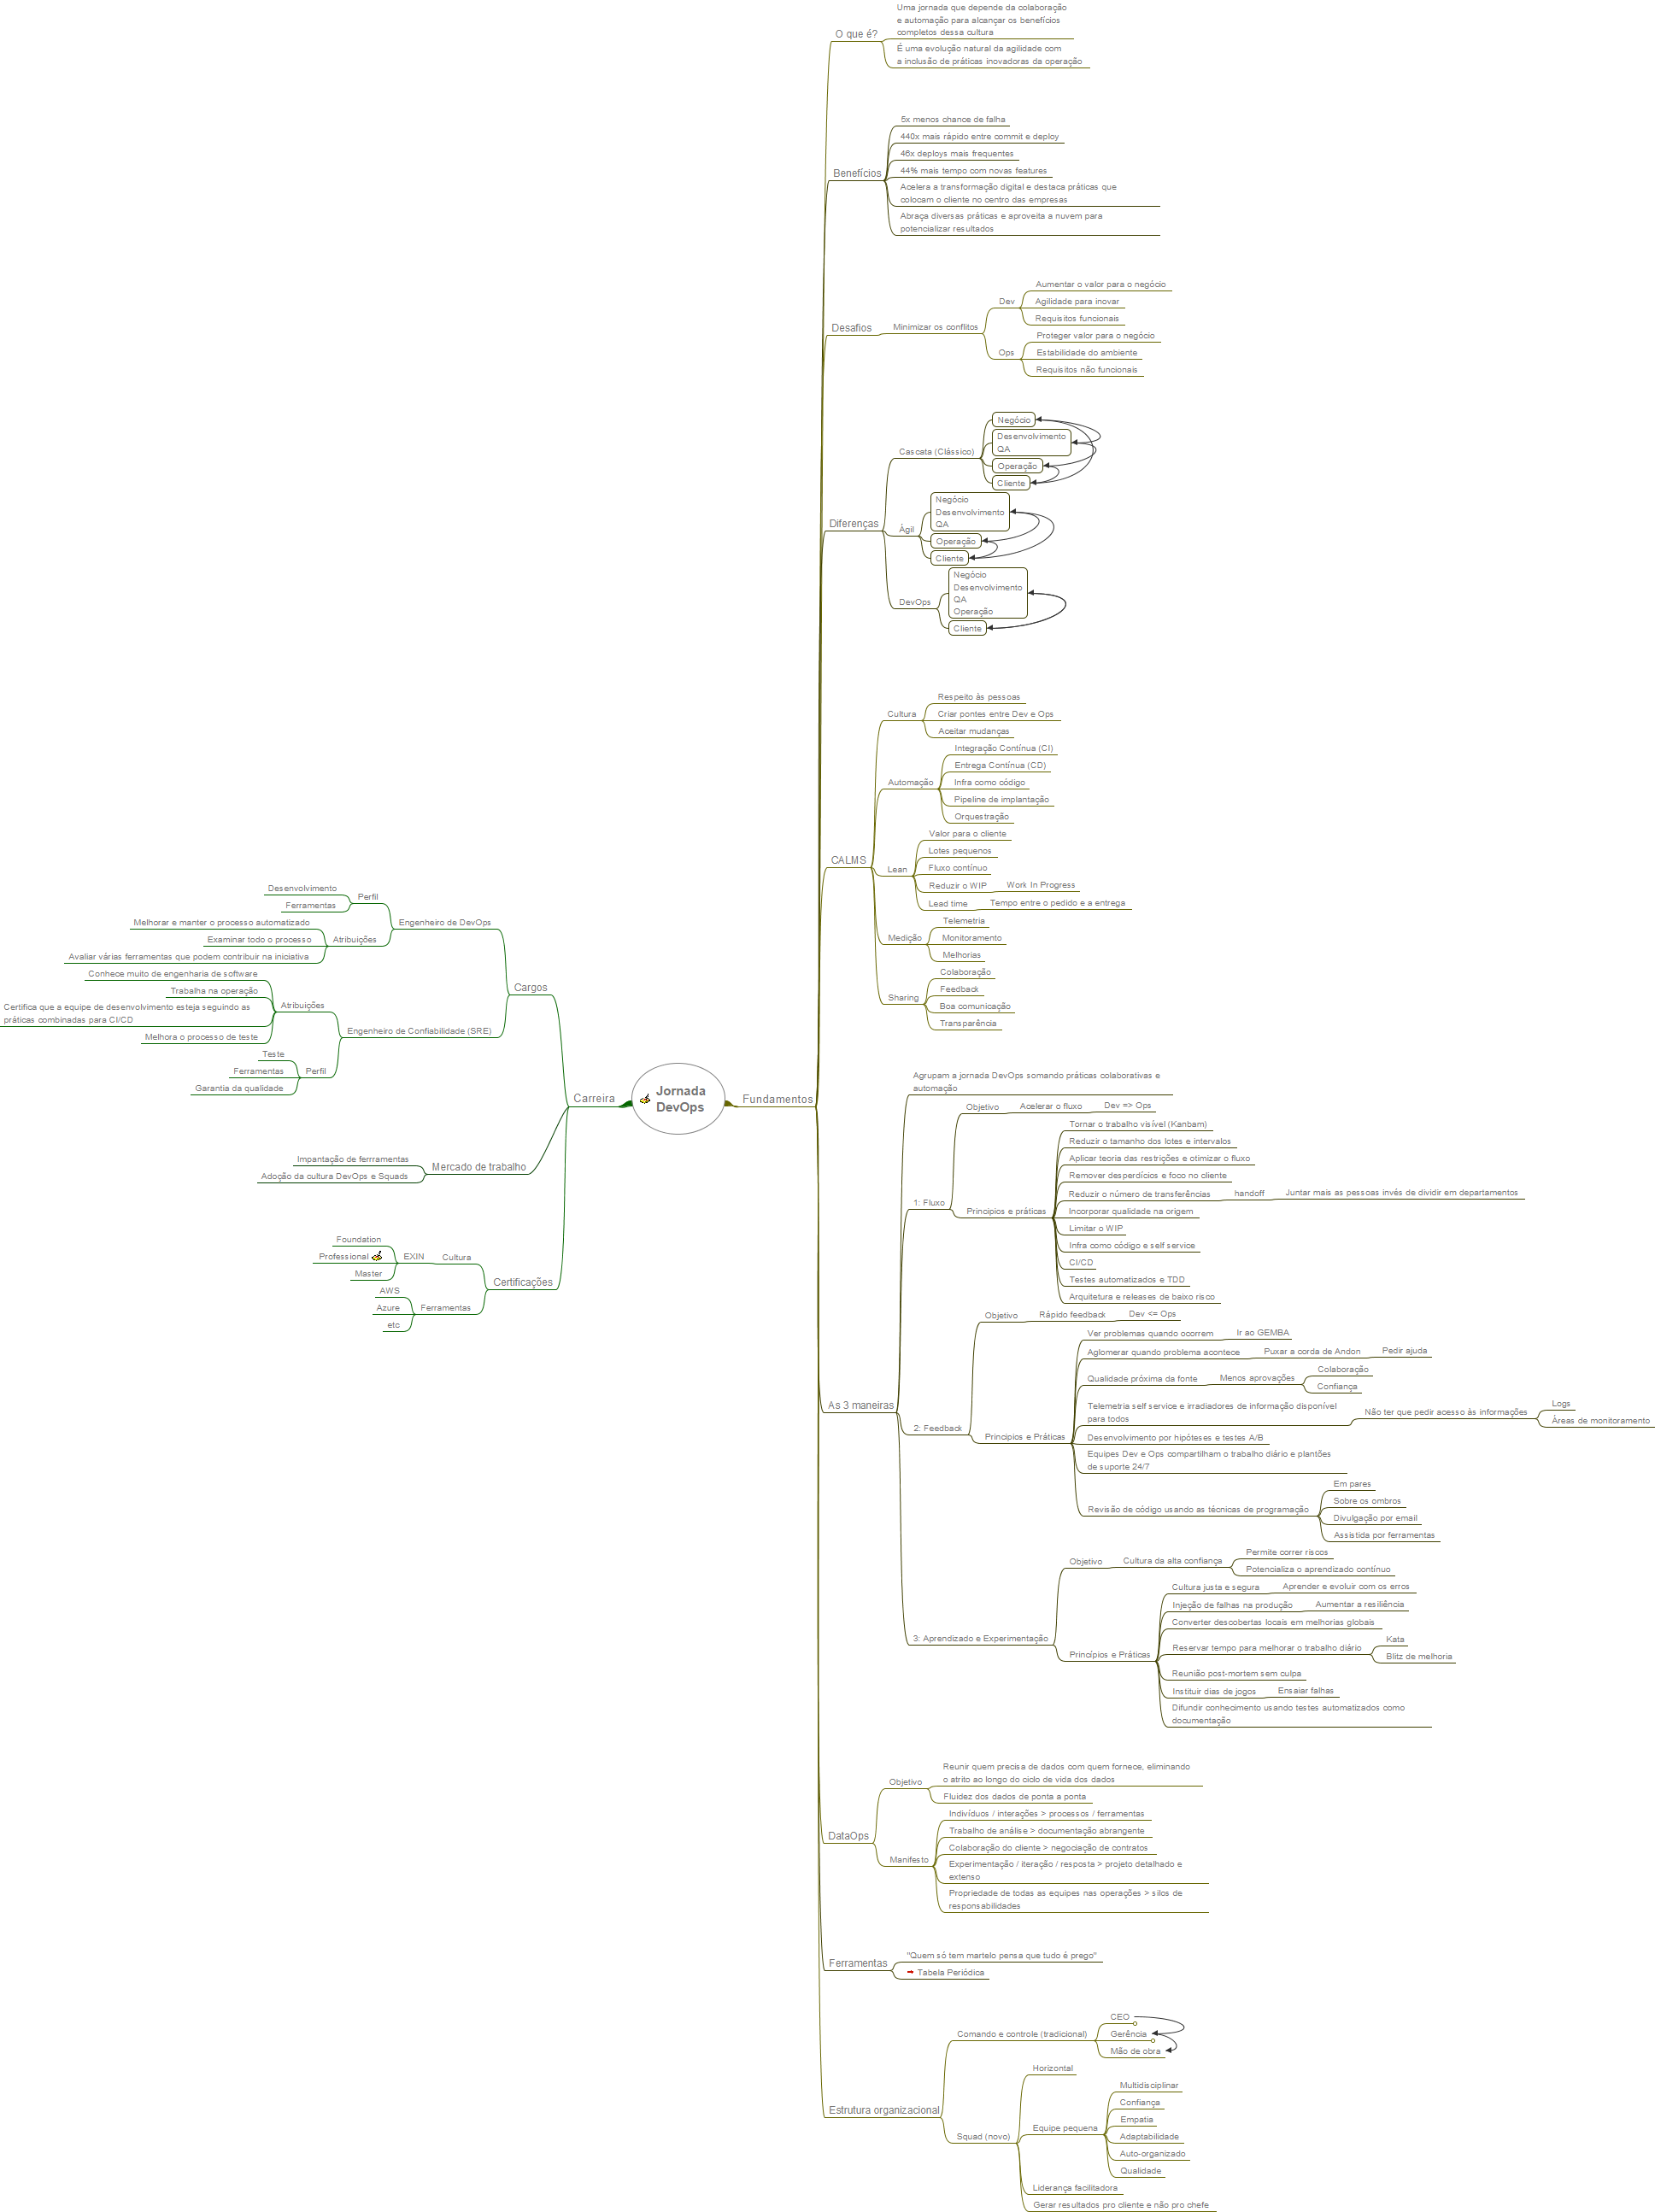 Jornada
DevOps
Fundamentos
O que é?
Uma jornada que depende da colaboração
e automação para alcançar os benefícios
completos dessa cultura
É uma evolução natural da agilidade com
a inclusão de práticas inovadoras da operação
Benefícios
5x menos chance de falha
440x mais rápido entre commit e deploy
46x deploys mais frequentes
44% mais tempo com novas features
Acelera a transformação digital e destaca práticas que
colocam o cliente no centro das empresas
Abraça diversas práticas e aproveita a nuvem para
potencializar resultados
Desafios
Minimizar os conflitos
Dev
Aumentar o valor para o negócio
Agilidade para inovar
Requisitos funcionais
Ops
Proteger valor para o negócio
Estabilidade do ambiente
Requisitos não funcionais
Diferenças
Cascata (Clássico)
Negócio
Desenvolvimento
QA
Operação
Cliente
Ágil
Negócio
Desenvolvimento
QA
Operação
Cliente
DevOps
Negócio
Desenvolvimento
QA
Operação
Cliente
CALMS
Cultura
Respeito às pessoas
Criar pontes entre Dev e Ops
Aceitar mudanças
Automação
Integração Contínua (CI)
Entrega Contínua (CD)
Infra como código
Pipeline de implantação
Orquestração
Lean
Valor para o cliente
Lotes pequenos
Fluxo contínuo
Reduzir o WIP
Work In Progress
Lead time
Tempo entre o pedido e a entrega
Medição
Telemetria
Monitoramento
Melhorias
Sharing
Colaboração
Feedback
Boa comunicação
Transparência
As 3 maneiras
Agrupam a jornada DevOps somando práticas colaborativas e
automação
1: Fluxo
Objetivo
Acelerar o fluxo
Dev => Ops
Principios e práticas
Tornar o trabalho visível (Kanbam)
Reduzir o tamanho dos lotes e intervalos
Aplicar teoria das restrições e otimizar o fluxo
Remover desperdícios e foco no cliente
Reduzir o número de transferências
handoff
Juntar mais as pessoas invés de dividir em departamentos
Incorporar qualidade na origem
Limitar o WIP
Infra como código e self service
CI/CD
Testes automatizados e TDD
Arquitetura e releases de baixo risco
2: Feedback
Objetivo
Rápido feedback
Dev <= Ops
Principios e Práticas
Ver problemas quando ocorrem
Ir ao GEMBA
Aglomerar quando problema acontece
Puxar a corda de Andon
Pedir ajuda
Qualidade próxima da fonte
Menos aprovações
Colaboração
Confiança
Telemetria self service e irradiadores de informação disponível
para todos
Não ter que pedir acesso às informações
Logs
Áreas de monitoramento
Desenvolvimento por hipóteses e testes A/B
Equipes Dev e Ops compartilham o trabalho diário e plantões
de suporte 24/7
Revisão de código usando as técnicas de programação
Em pares
Sobre os ombros
Divulgação por email
Assistida por ferramentas
3: Aprendizado e Experimentação
Objetivo
Cultura da alta confiança
Permite correr riscos
Potencializa o aprendizado contínuo
Princípios e Práticas
Cultura justa e segura
Aprender e evoluir com os erros
Injeção de falhas na produção
Aumentar a resiliência
Converter descobertas locais em melhorias globais
Reservar tempo para melhorar o trabalho diário
Kata
Blitz de melhoria
Reunião post-mortem sem culpa
Instituir dias de jogos
Ensaiar falhas
Difundir conhecimento usando testes automatizados como
documentação
DataOps
Objetivo
Reunir quem precisa de dados com quem fornece, eliminando
o atrito ao longo do ciclo de vida dos dados
Fluidez dos dados de ponta a ponta
Manifesto
Indivíduos / interações > processos / ferramentas
Trabalho de análise > documentação abrangente
Colaboração do cliente > negociação de contratos
Experimentação / iteração / resposta > projeto detalhado e
extenso
Propriedade de todas as equipes nas operações > silos de
responsabilidades
Ferramentas
"Quem só tem martelo pensa que tudo é prego"
Tabela Periódica
Estrutura organizacional
Comando e controle (tradicional)
CEO
Gerência
Mão de obra
Squad (novo)
Horizontal
Equipe pequena
Multidisciplinar
Confiança
Empatia
Adaptabilidade
Auto-organizado
Qualidade
Liderança facilitadora
Gerar resultados pro cliente e não pro chefe
Carreira
Cargos
Engenheiro de DevOps
Perfil
Desenvolvimento
Ferramentas
Atribuições
Melhorar e manter o processo automatizado
Examinar todo o processo
Avaliar várias ferramentas que podem contribuir na iniciativa
Engenheiro de Confiabilidade (SRE)
Atribuições
Conhece muito de engenharia de software
Trabalha na operação
Certifica que a equipe de desenvolvimento esteja seguindo as
práticas combinadas para CI/CD
Melhora o processo de teste
Perfil
Teste
Ferramentas
Garantia da qualidade
Mercado de trabalho
Impantação de ferrramentas
Adoção da cultura DevOps e Squads
Certificações
Cultura
EXIN
Foundation
Professional
Master
Ferramentas
AWS
Azure
etc